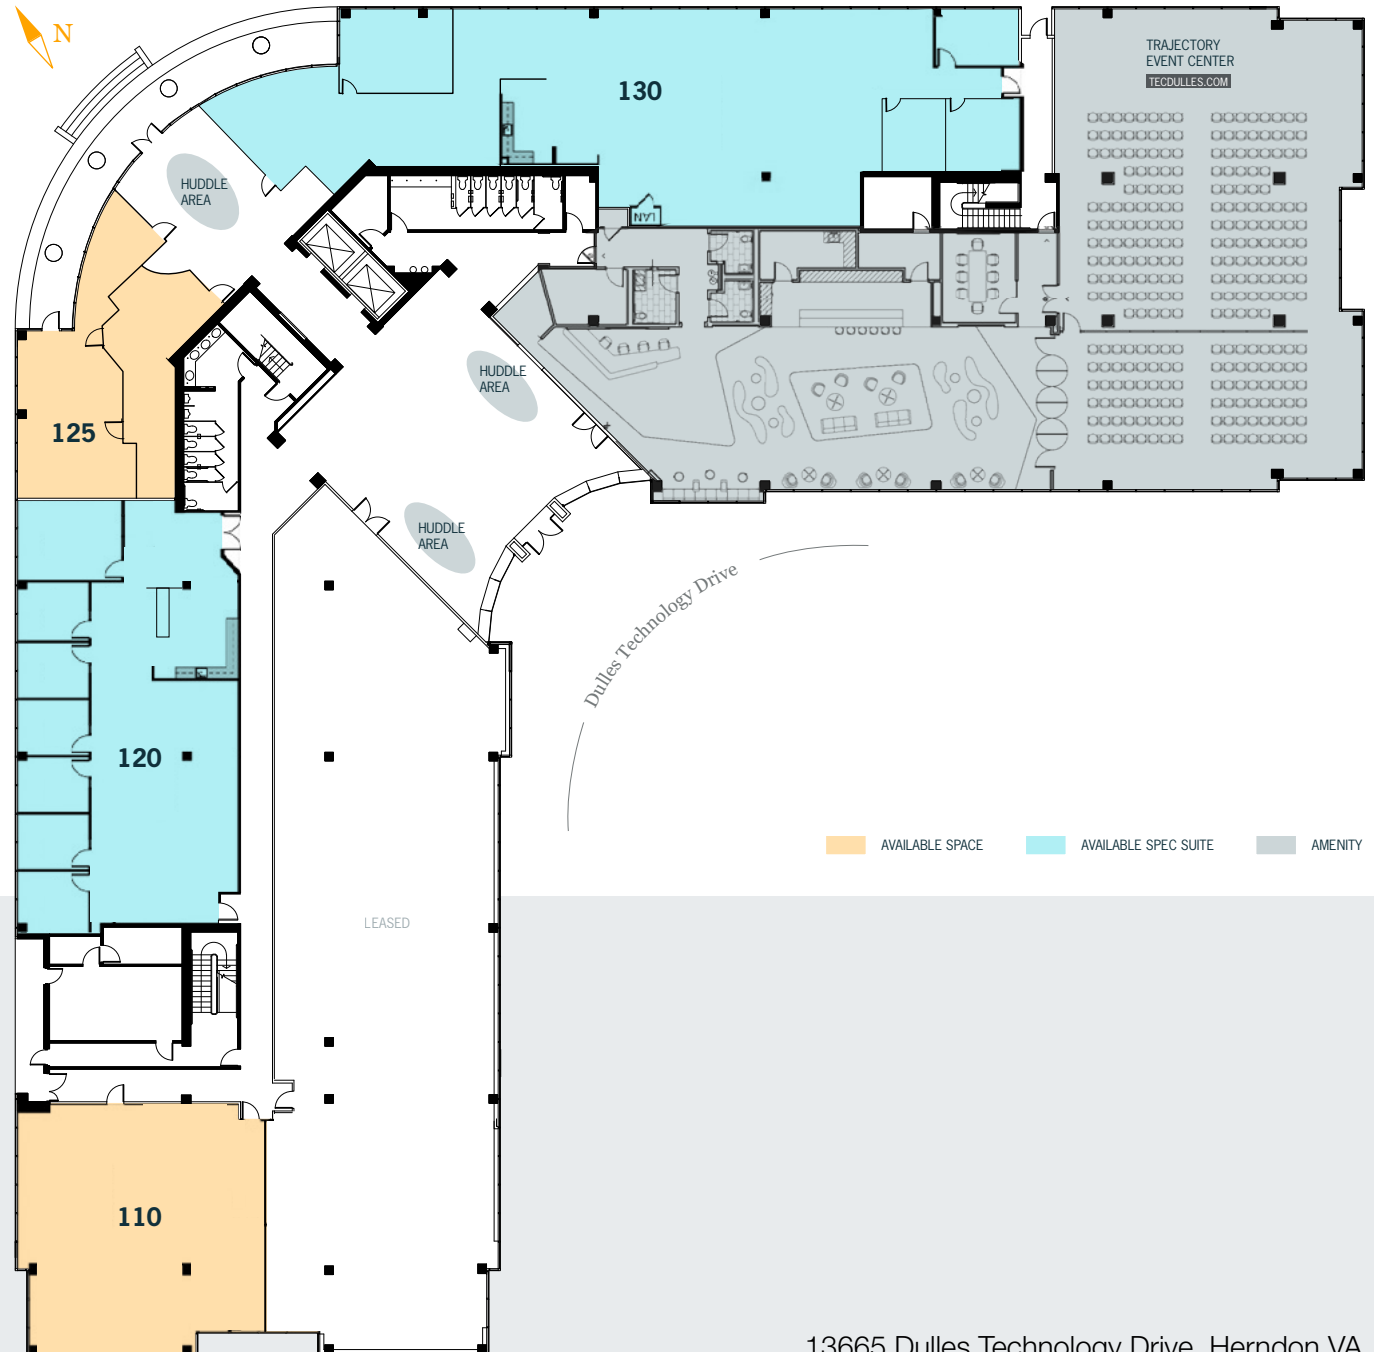 N
TRAJECTORY
EVENT CENTER
TECDULLES.COM
130
HUDDLE
AREA
LAN
HUDDLE
AREA
125
HUDDLE
AREA
Dulles Technology Drive
120
AVAILABLE SPACE
AVAILABLE SPEC SUITE
AMENITY
LEASED
110
13665 Dulles Technology Drive, Herndon VA